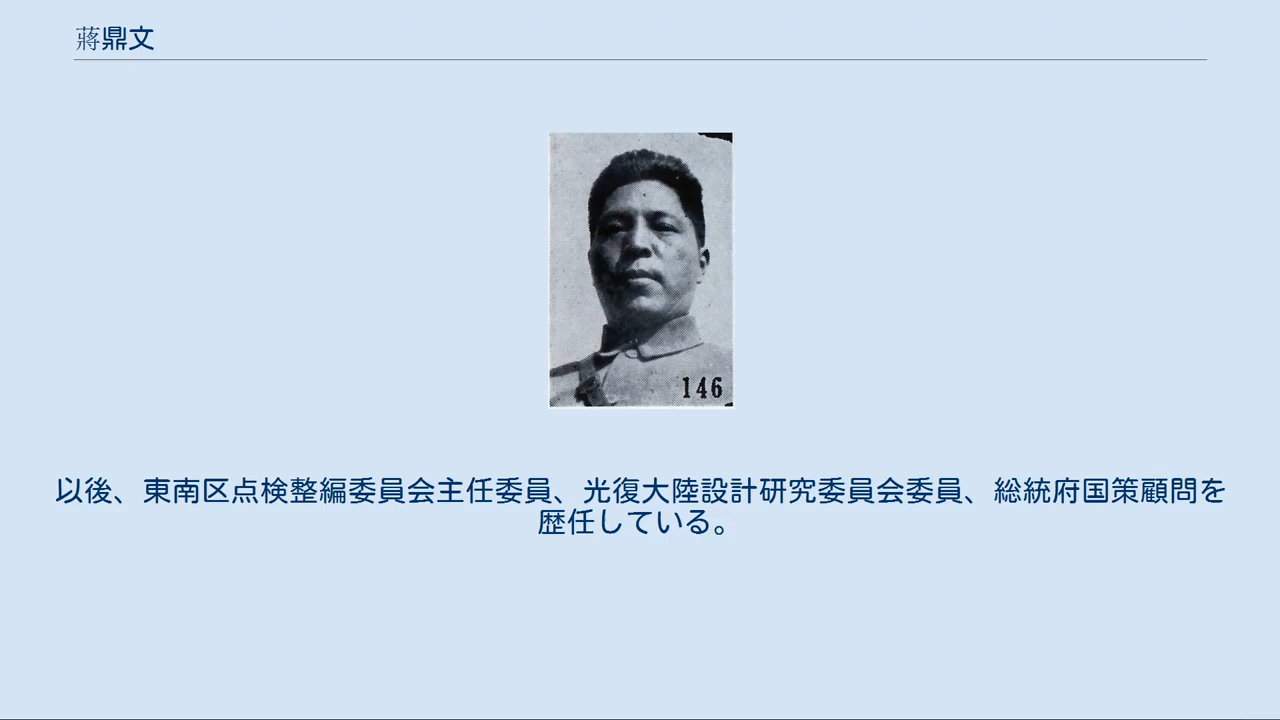 蔣鼎文
146
以後、東南区点検整編委員会主任委員、光復大陸設計研究委員会委員、総統府国策顧問を
歴任している。